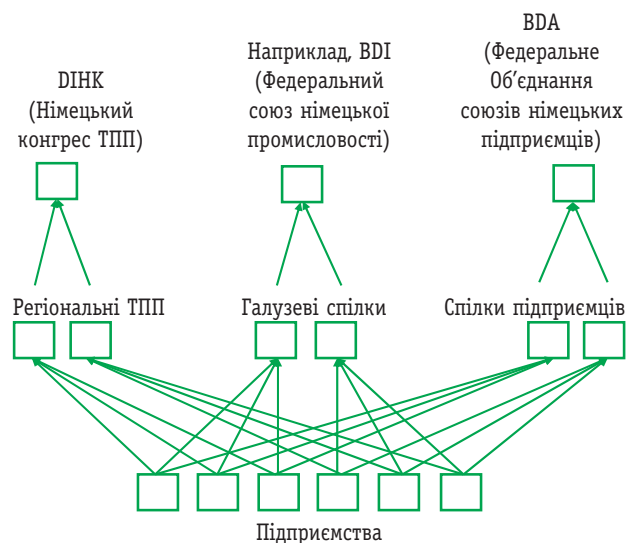 DIHK
(Німецький
конгрес ТПП)
Наприклад, BDI
(Федеральний
союз німецької
промисловості)
BDA
(Федеральне
Об’єднання
союзів німецьких
підприємців)
Регіональні ТПП
Галузеві спілки
Спілки підприємців
Підприємства